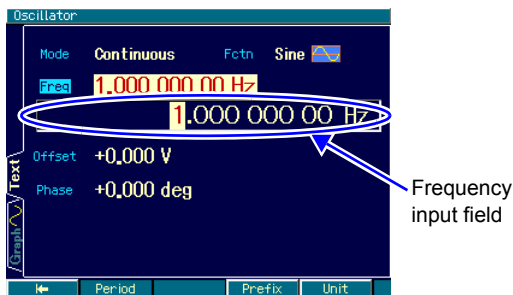 Oscillator
Mode Continuous Fctn Sine
Freq 1.000 000 00 Hz
1.000 000 00 Hz
Offset +0.000 V
Phase +0.000 deg
Text
Graph
Frequency
input field
Period Prefix Unit